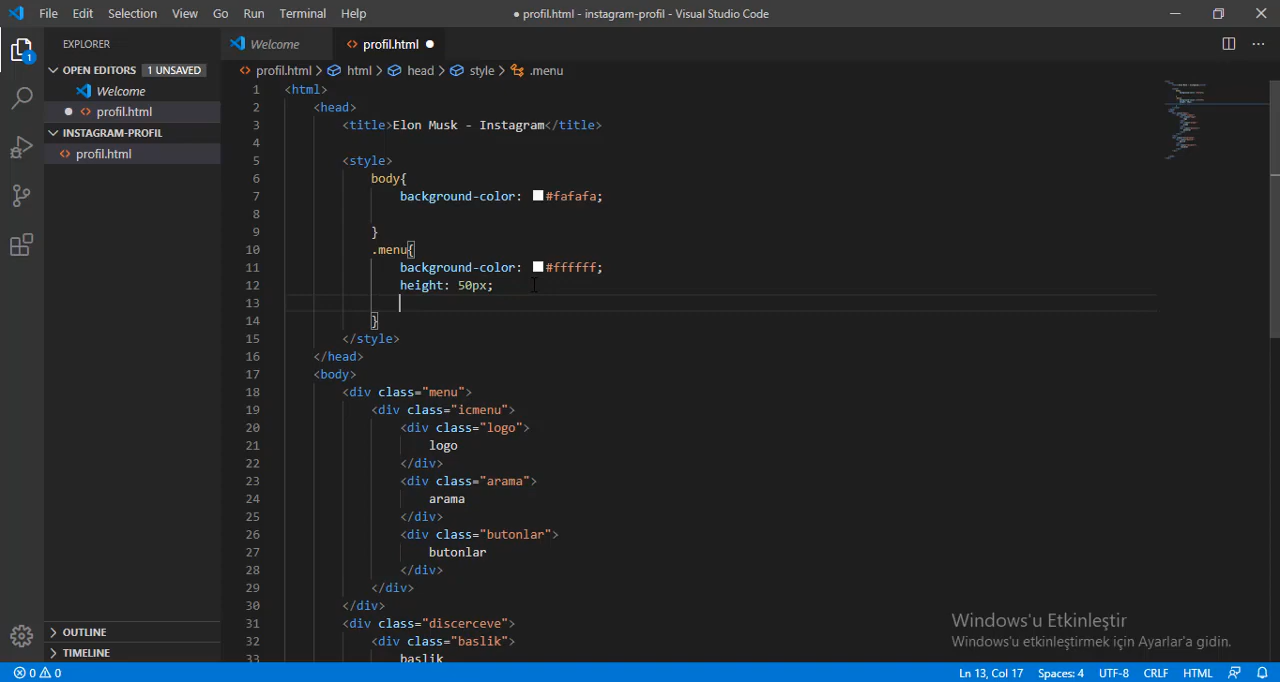 File Edit Selection View Go Run Terminal Help
● profil.html - instagram-profil - Visual Studio Code
EXPLORER
Welcome
profil.html
OPEN EDITORS 1 UNSAVED
Welcome
profil.html
INSTAGRAM-PROFIL
profil.html
OUTLINE
TIMELINE
1
profil.html > html > head > style > .menu
1 <html>
2 <head>
3 <title>Elon Musk - Instagram</title>
4
5 <style>
6 body{
7 background-color: #fafafa;
8
9 }
10 .menu{
11 background-color: #ffffff;
12 height: 50px;
13
14 }
15 </style>
16 </head>
17 <body>
18 <div class="menu">
19 <div class="icmenu">
20 <div class="logo">
21 logo
22 </div>
23 <div class="arama">
24 arama
25 </div>
26 <div class="butonlar">
27 butonlar
28 </div>
29 </div>
30 </div>
31 <div class="discerceve">
32 <div class="baslik">
33 baslik
Windows'u Etkinleştir
Windows'u etkinleştirmek için Ayarlar'a gidin.
0 0
Ln 13, Col 17 Spaces: 4 UTF-8 CRLF HTML